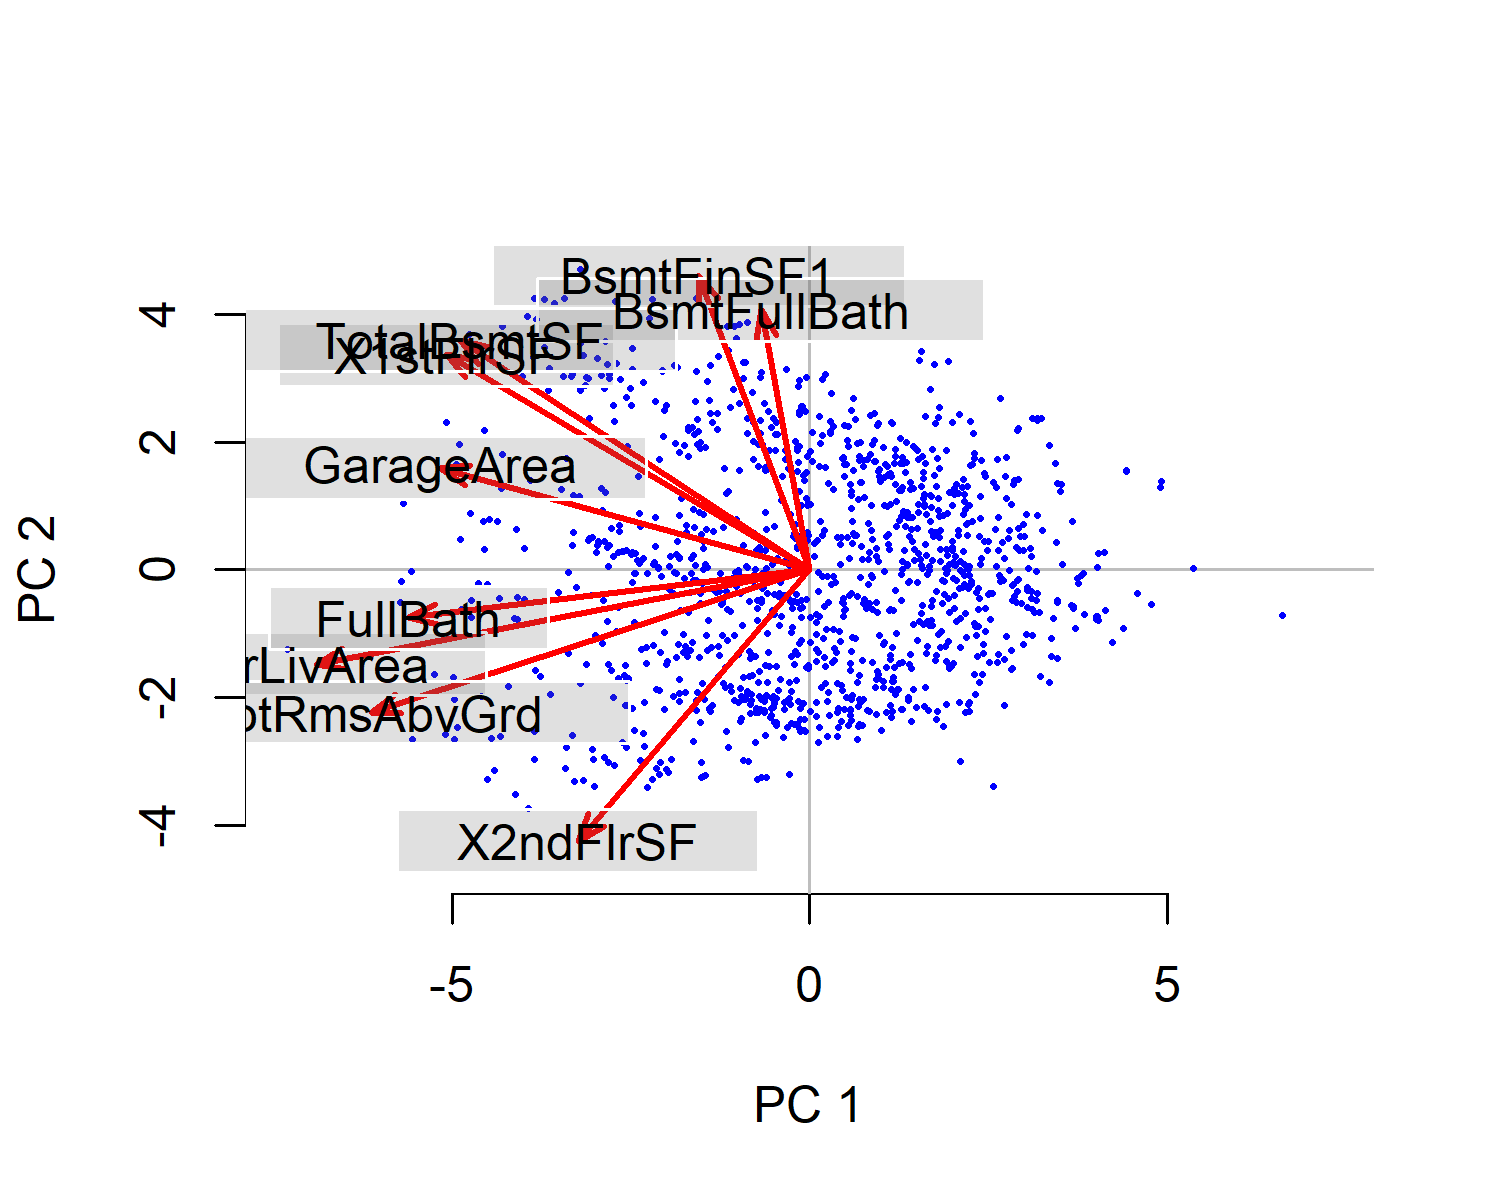 BsmtFinSF1
BsmtFullBath
TotalBsmtSF
X1stFlrSF
GarageArea
FullBath
rLivArea
otRmsAbvGrd
X2ndFlrSF
PC 2
4
2
0
-2
-4
-5
0
5
PC 1